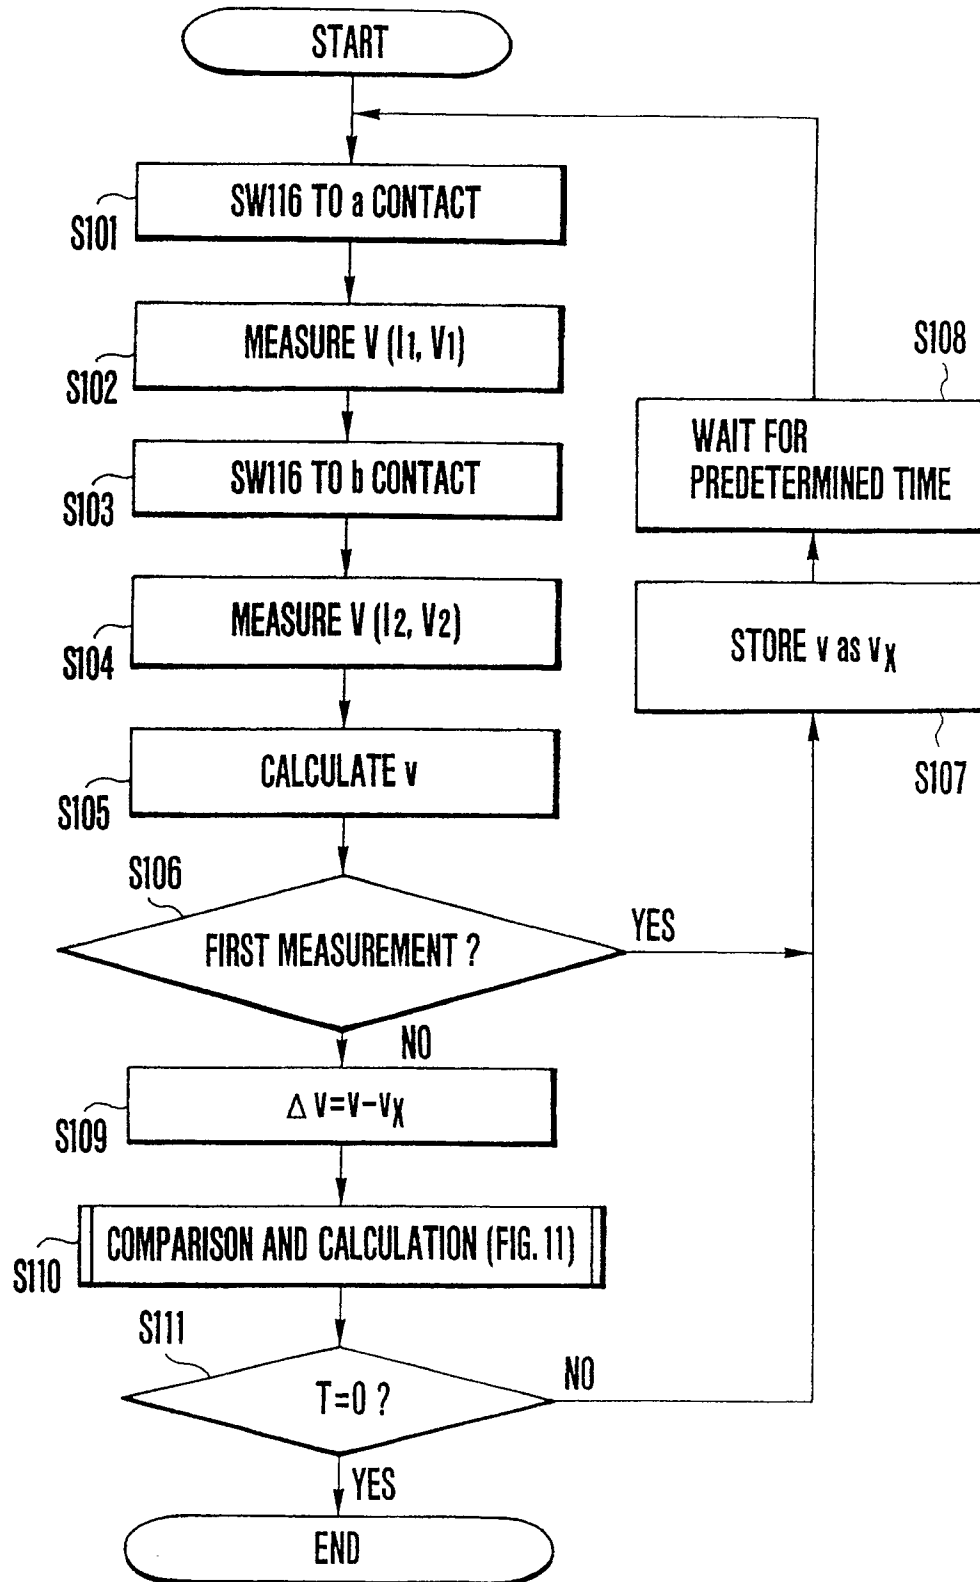 START
SW116 TO a CONTACT
S101
MEASURE V (I1, V1)
S102
SW116 TO b CONTACT
S103
MEASURE V (I2, V2)
S104
CALCULATE v
S105
S106
FIRST MEASUREMENT ?
YES
NO
S108
WAIT FOR
PREDETERMINED TIME
STORE v as vX
S107
Δ v=v-vX
S109
COMPARISON AND CALCULATION (FIG. 11)
S110
S111
T=0 ?
NO
YES
END